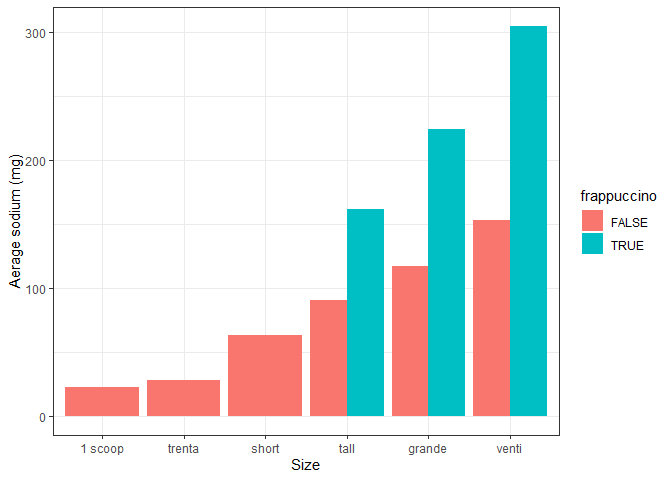 300
200
100
0
Aerage sodium (mg)
1 scoop trenta short tall grande venti
Size
frappuccino
FALSE
TRUE